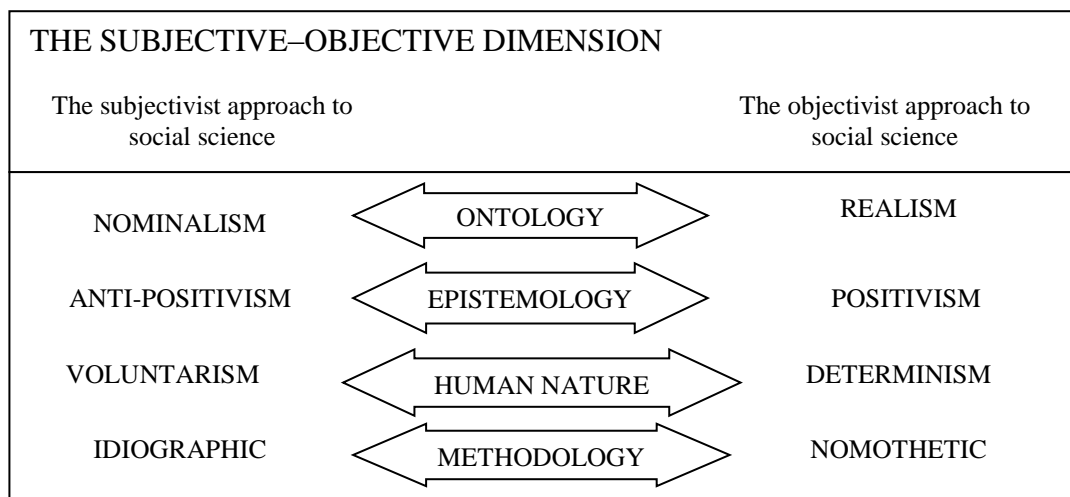 THE SUBJECTIVE–OBJECTIVE DIMENSION
The subjectivist approach to
social science
The objectivist approach to
social science
NOMINALISM
ONTOLOGY
REALISM
ANTI-POSITIVISM
EPISTEMOLOGY
POSITIVISM
VOLUNTARISM
HUMAN NATURE
DETERMINISM
IDIOGRAPHIC
METHODOLOGY
NOMOTHETIC